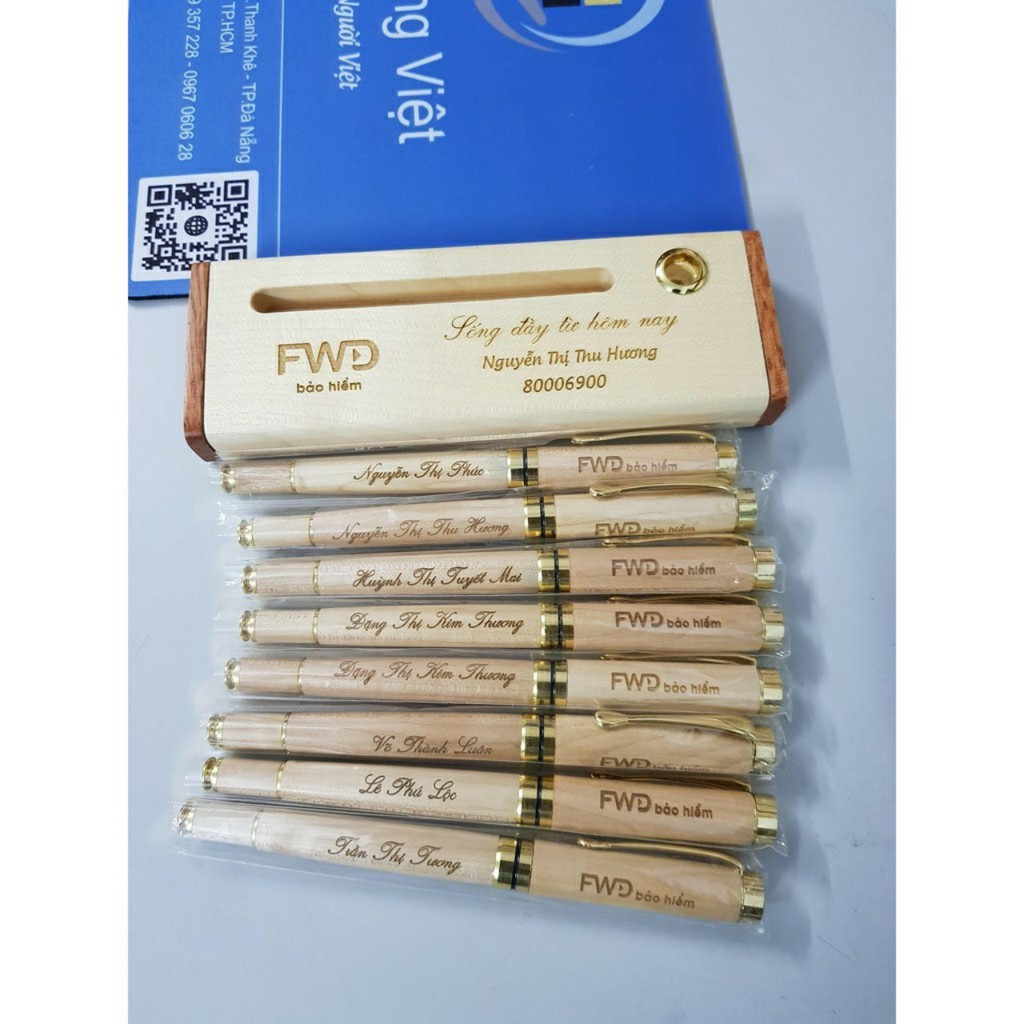 ng Việt
Người Việt
.Thanh Khê - TP.Đà Nẵng
TP.HCM
9 357 228 - 0967 0606 28
FWD
bảo hiểm
Sống đầy từ hôm nay
Nguyễn Thị Thu Hương
80006900
Nguyễn Thị Phúc FWD bảo hiểm
Nguyễn Thị Thu Hương FWD bảo hiểm
Huỳnh Thị Tuyết Mai FWD bảo hiểm
Đặng Thị Kim Thương FWD bảo hiểm
Đặng Thị Kim Thương FWD bảo hiểm
Võ Thành Luân FWD
Lê Phú Lộc FWD bảo hiểm
Trần Thị Tương FWD bảo hiểm